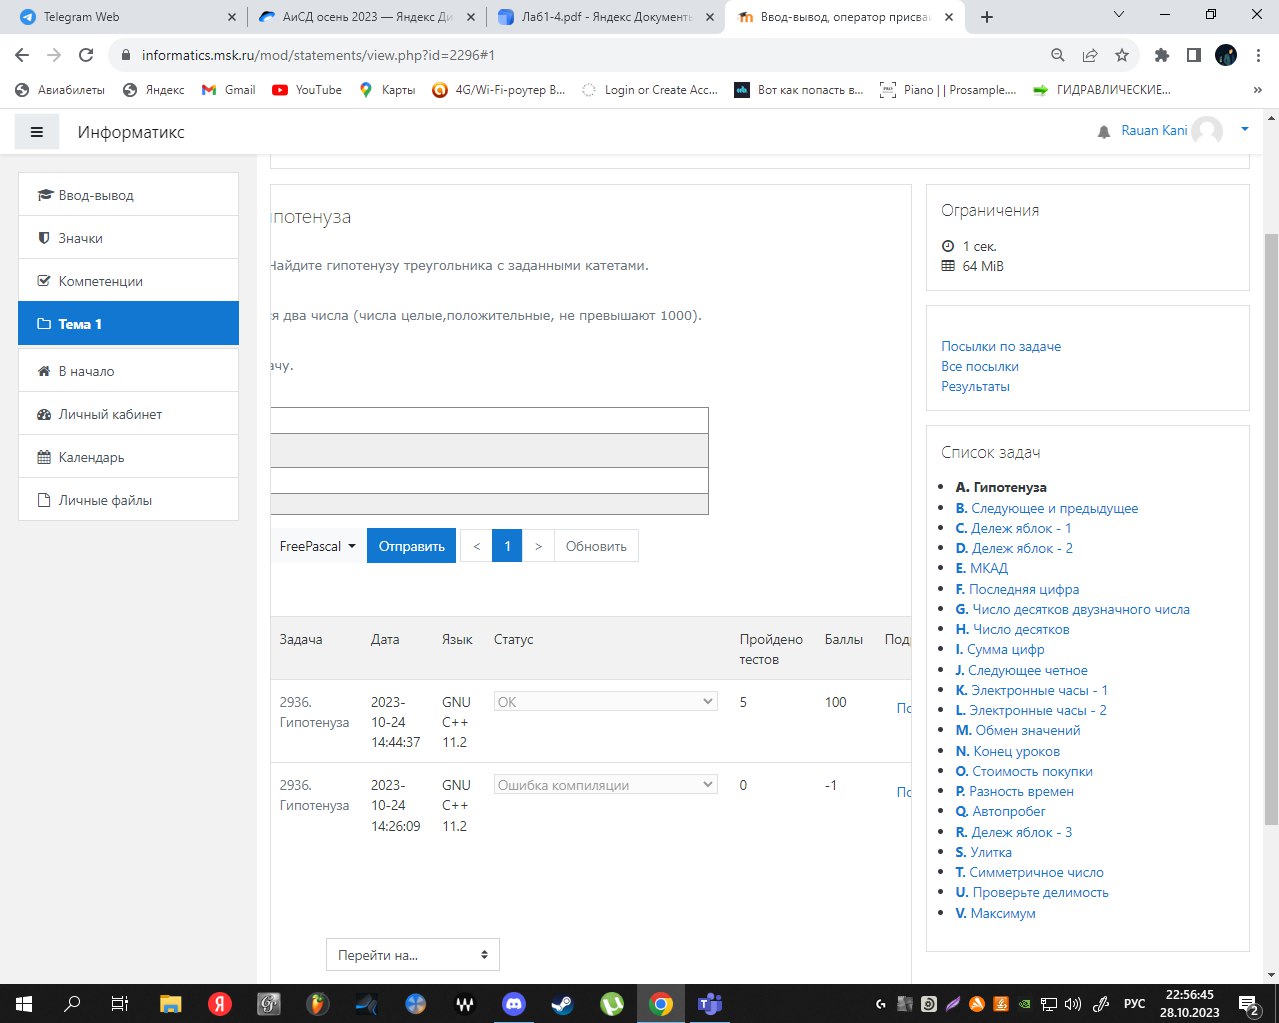 Telegram Web
АиСД осень 2023 — Яндекс Ди
Лаб1-4.pdf - Яндекс Документы
Ввод-вывод, оператор присваи
informatics.msk.ru/mod/statements/view.php?id=2296#1
Авиабилеты
Яндекс
Gmail
YouTube
Карты
4G/Wi-Fi-роутер B...
Login or Create Acc...
Вот как попасть в...
Piano | | Prosample....
ГИДРАВЛИЧЕСКИЕ...
»
Информатикс
Rauan Kani
Ввод-вывод
Значки
Компетенции
Тема 1
В начало
Личный кабинет
Календарь
Личные файлы
ипотенуза
Найдите гипотенузу треугольника с заданными катетами.
ся два числа (числа целые,положительные, не превышают 1000).
ачу.
FreePascal
Отправить
<
1
>
Обновить
Задача Дата Язык Статус Пройдено тестов Баллы Подр
2936. Гипотенуза 2023-10-24 14:44:37 GNU C++ 11.2 OK 5 100 По
2936. Гипотенуза 2023-10-24 14:26:09 GNU C++ 11.2 Ошибка компиляции 0 -1 По
Перейти на...
Ограничения
1 сек.
64 MiB
Посылки по задаче
Все посылки
Результаты
Список задач
A. Гипотенуза
B. Следующее и предыдущее
C. Дележ яблок - 1
D. Дележ яблок - 2
E. МКАД
F. Последняя цифра
G. Число десятков двузначного числа
H. Число десятков
I. Сумма цифр
J. Следующее четное
K. Электронные часы - 1
L. Электронные часы - 2
M. Обмен значений
N. Конец уроков
O. Стоимость покупки
P. Разность времен
Q. Автопробег
R. Дележ яблок - 3
S. Улитка
T. Симметричное число
U. Проверьте делимость
V. Максимум
РУС
22:56:45
28.10.2023
2